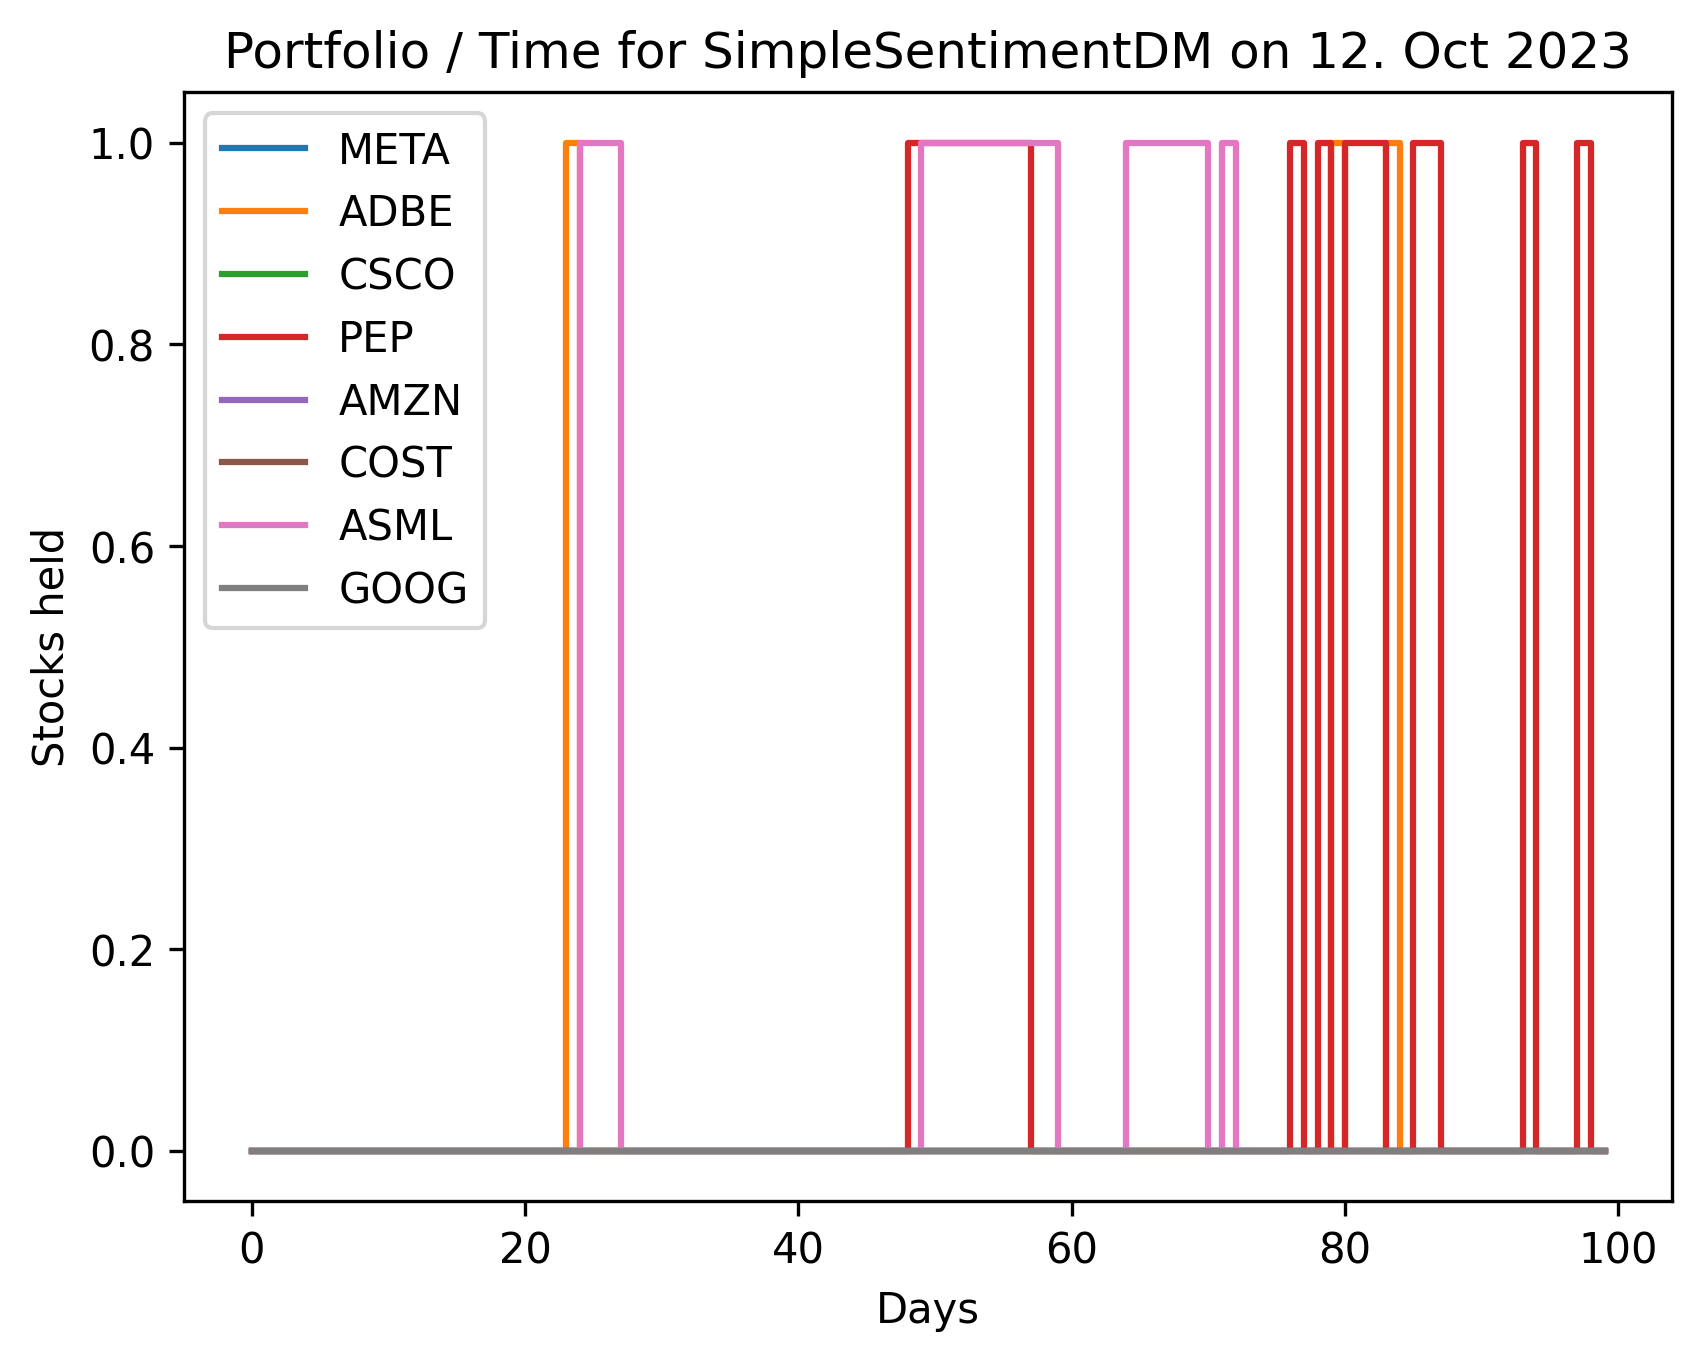 Portfolio / Time for SimpleSentimentDM on 12. Oct 2023
META
ADBE
CSCO
PEP
AMZN
COST
ASML
GOOG
Stocks held
1.0
0.8
0.6
0.4
0.2
0.0
0 20 40 60 80 100
Days